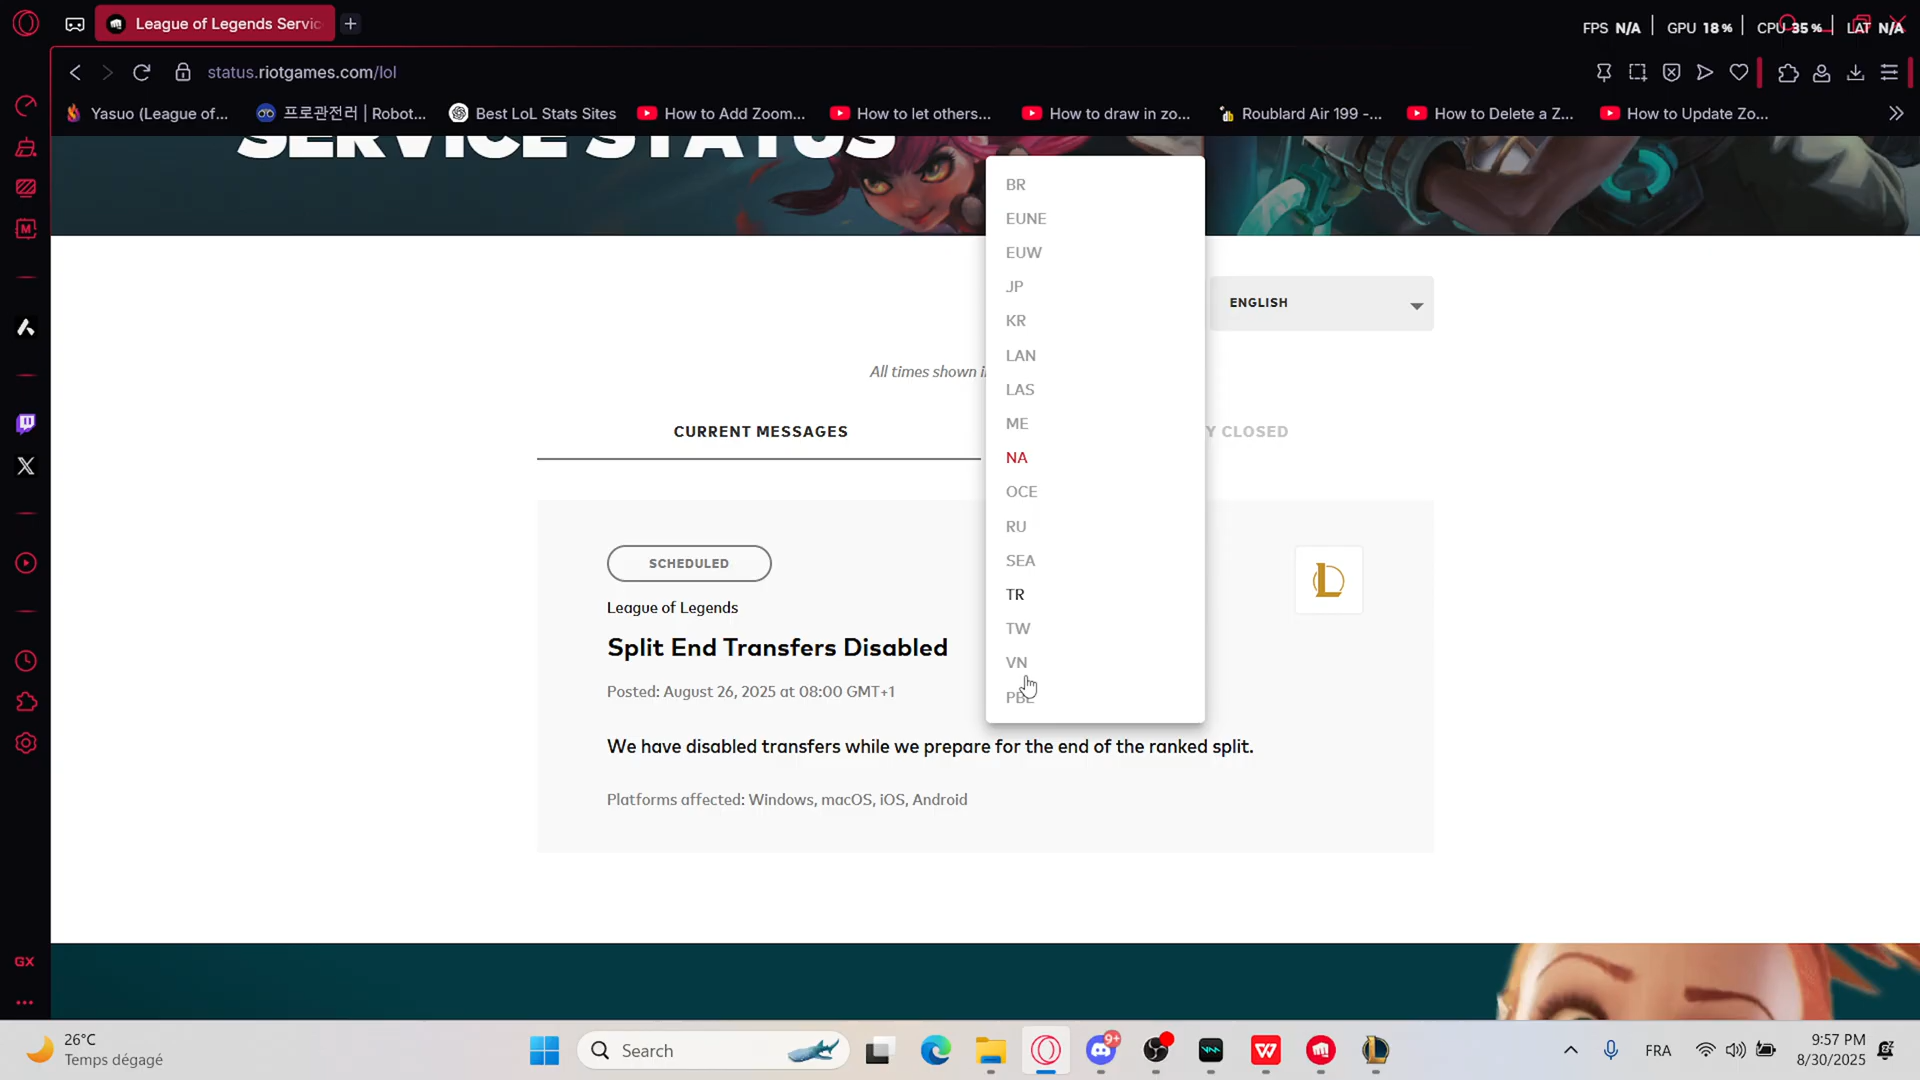 League of Legends Servic
FPS N/A GPU 18 % CPU 35 % LAT N/A
status.riotgames.com/lol
Yasuo (League of...
프로관전러 | Robot...
Best LoL Stats Sites
How to Add Zoom...
How to let others...
How to draw in zo...
Roublard Air 199 -...
How to Delete a Z...
How to Update Zo...
SERVICE STATUS
BR
EUNE
EUW
JP
KR
LAN
LAS
ME
NA
OCE
RU
SEA
TR
TW
VN
PBE
ENGLISH
All times shown i
CURRENT MESSAGES
Y CLOSED
SCHEDULED
League of Legends
Split End Transfers Disabled
Posted: August 26, 2025 at 08:00 GMT+1
We have disabled transfers while we prepare for the end of the ranked split.
Platforms affected: Windows, macOS, iOS, Android
GX
26°C
Temps dégagé
Search
9+
FRA
9:57 PM
8/30/2025